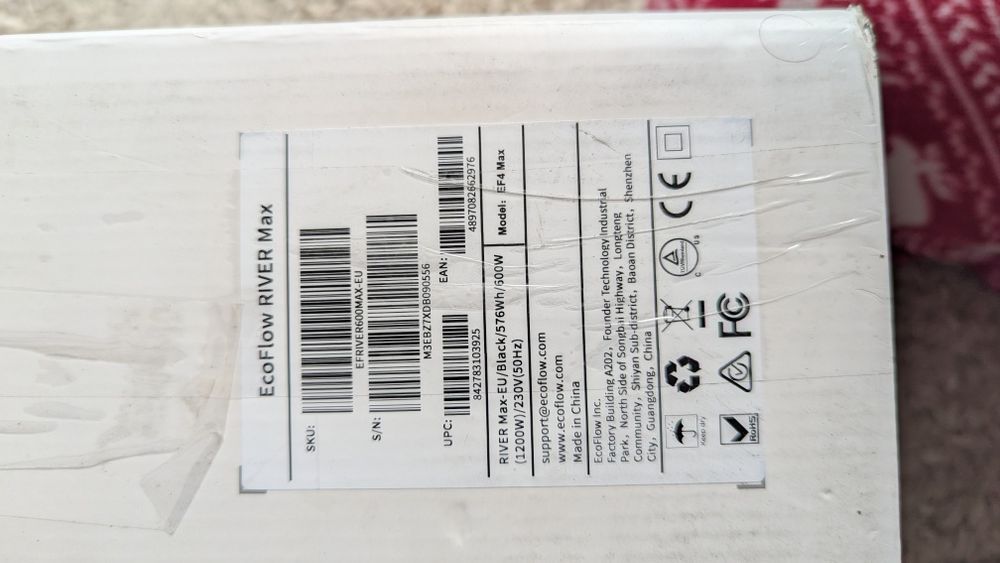 EcoFlow RIVER Max
SKU:
EFRIVER600MAX-EU
S/N:
M3EBZ7XDB090556
UPC:
842783103925
EAN:
4897082662976
RIVER Max-EU/Black/576Wh/600W
(1200W)/230V(50Hz)
Model: EF4 Max
support@ecoflow.com
www.ecoflow.com
Made in China
EcoFlow Inc.
Factory Building A202, Founder Technology Industrial
Park, North Side of Songbai Highway, Longteng
Community, Shiyan Sub-district, Baoan District, Shenzhen
City, Guangdong, China
Keep dry
C
US
CE
RoHS
FC